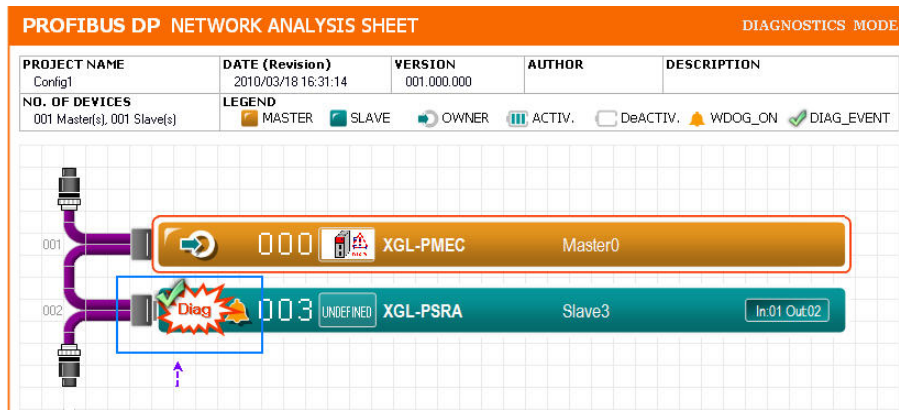 PROFIBUS DP NETWORK ANALYSIS SHEET DIAGNOSTICS MODE
PROJECT NAME DATE (Revision) VERSION AUTHOR DESCRIPTION
Config1 2010/03/18 16:31:14 001.000.000
NO. OF DEVICES LEGEND
001 Master(s), 001 Slave(s) MASTER SLAVE OWNER ACTIV. DeACTIV. WDOG_ON DIAG_EVENT
001 000 XGL-PMEC Master0
002 Diag 003 UNDEFINED XGL-PSRA Slave3 In:01 Out:02